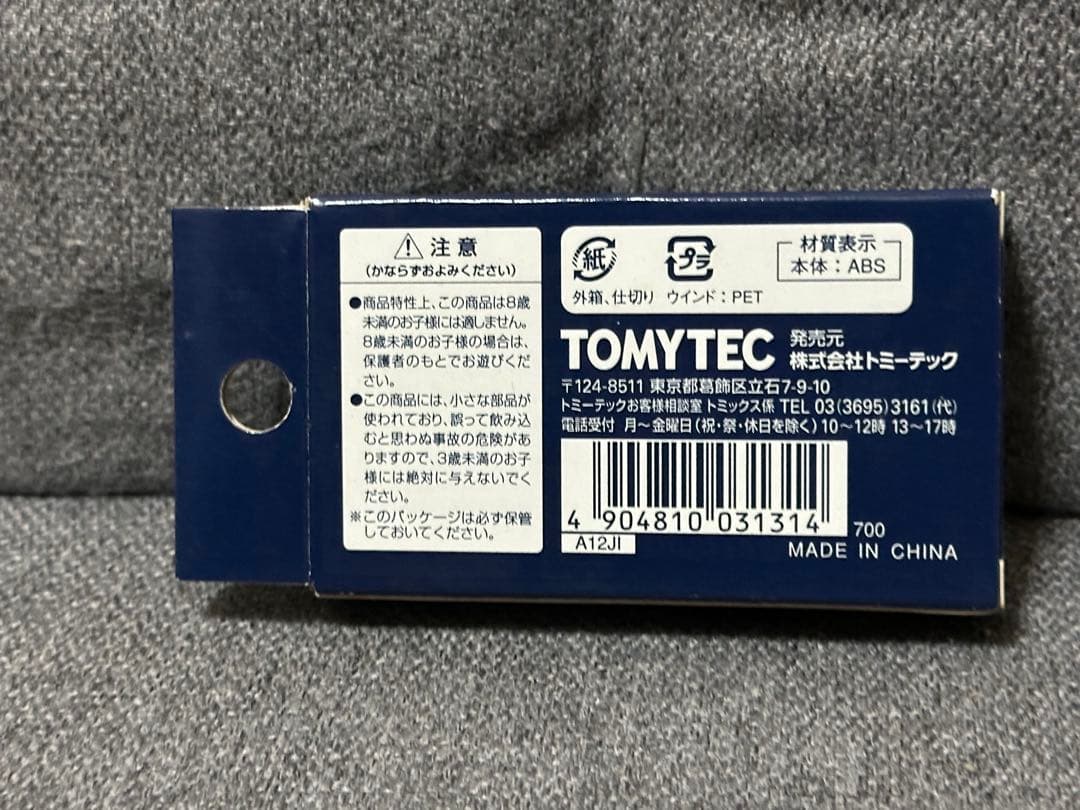 ⚠注意
(かならずおよみください)
●商品特性上、この商品は8歳
未満のお子様には適しません。
8歳未満のお子様の場合は、
保護者のもとでお遊びくだ
さい。
●この商品には、小さな部品が
使われており、誤って飲み込
むと思わぬ事故の危険があ
りますので、3歳未満のお子
様には絶対に与えないでく
ださい。
※このパッケージは必ず保管
しておいてください。
紙
プラ
外箱、仕切り ウインド:PET
材質表示
本体:ABS
TOMYTEC 発売元
株式会社トミーテック
〒124-8511 東京都葛飾区立石7-9-10
トミーテックお客様相談室 トミックス係 TEL 03(3695)3161(代)
電話受付 月～金曜日(祝・祭・休日を除く)10～12時 13～17時
4 904810 031314
700
A12JI
MADE IN CHINA